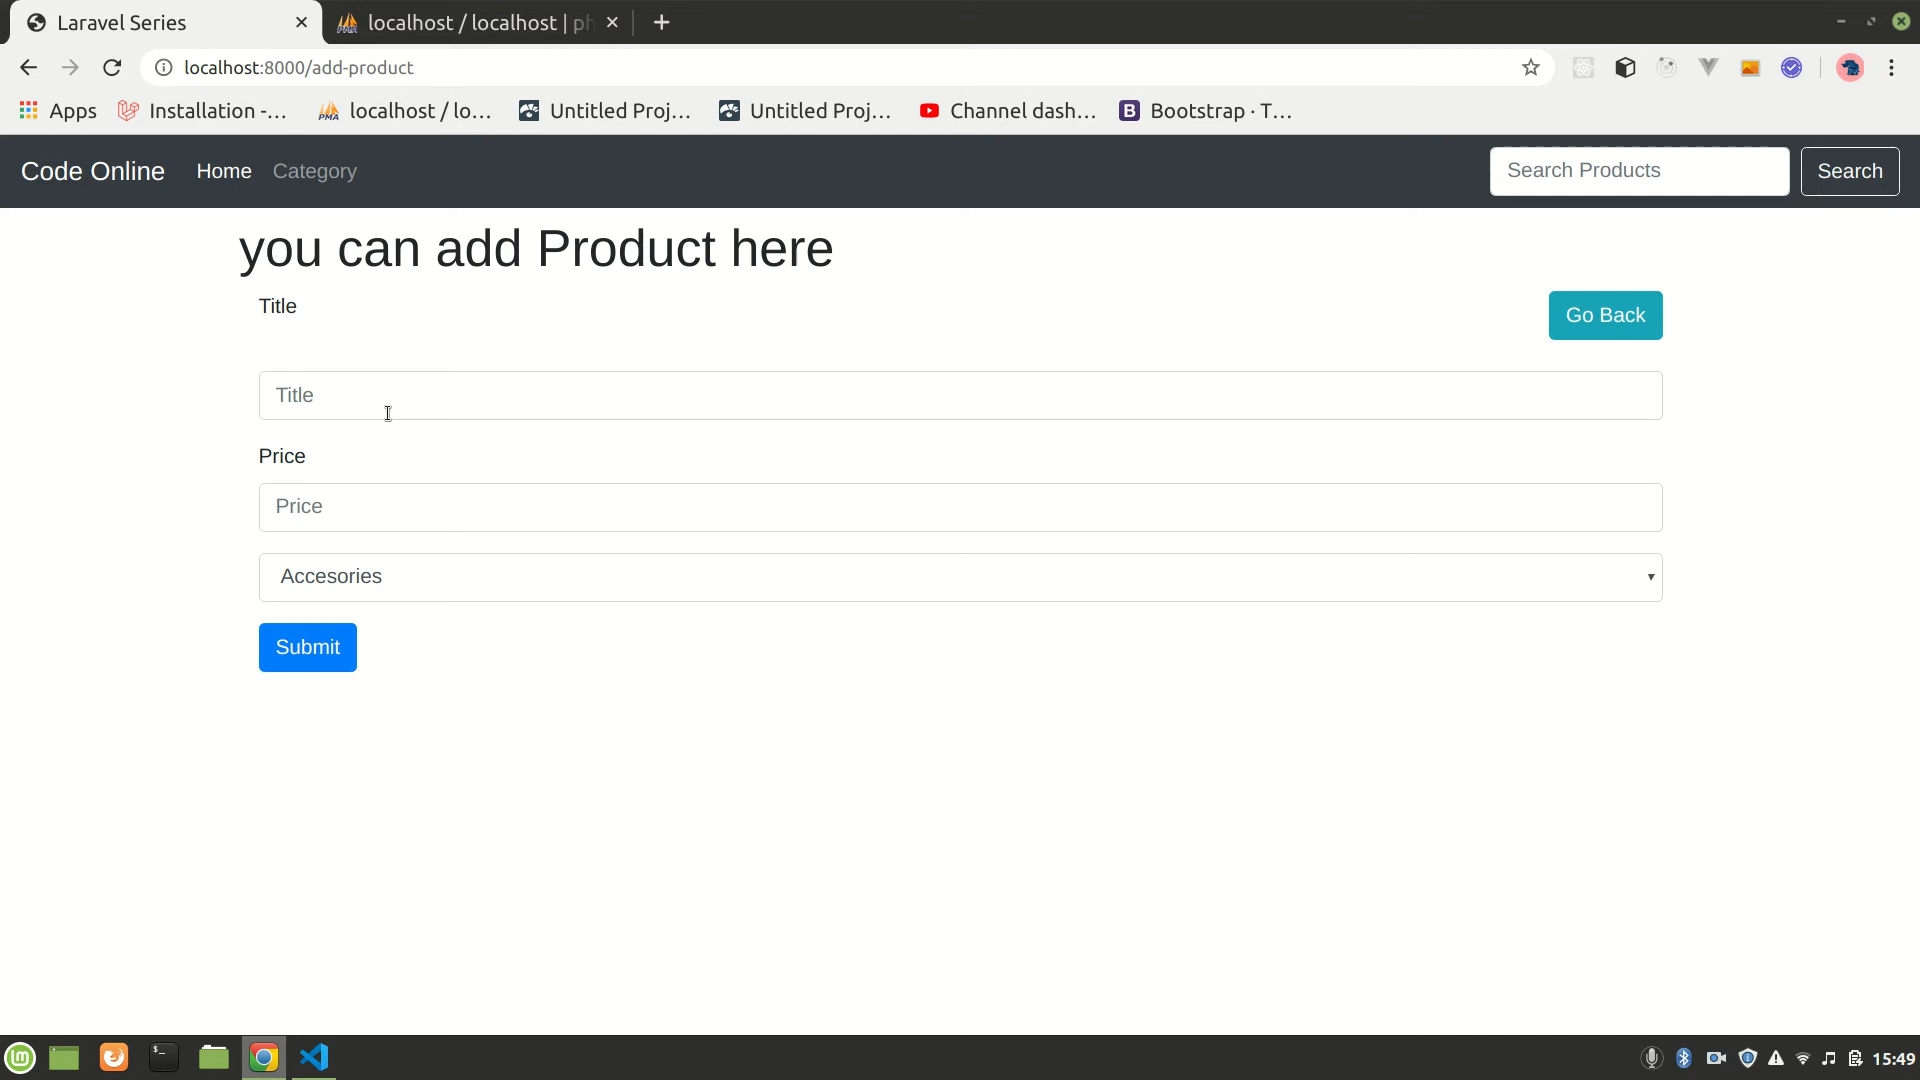 Laravel Series
localhost / localhost | ph
localhost:8000/add-product
Apps
Installation -...
localhost / lo...
Untitled Proj...
Untitled Proj...
Channel dash...
Bootstrap · T...
Code Online
Home
Category
Search Products
Search
you can add Product here
Title
Go Back
Title
Price
Price
Accesories
Submit
15:49